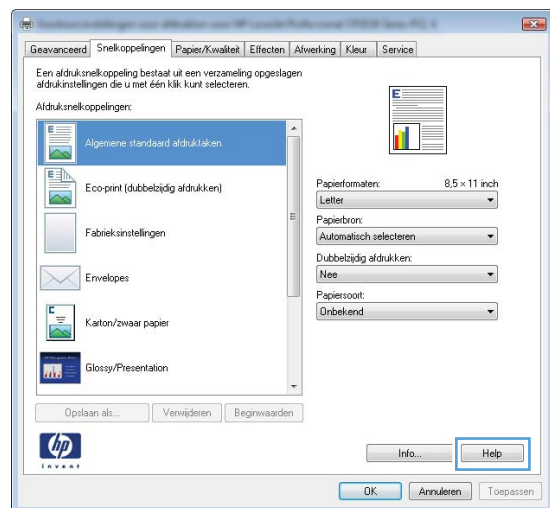 Geavanceerd Snelkoppelingen Papier/Kwaliteit Effecten Afwerking Kleur Service
Een afdruksnelkoppeling bestaat uit een verzameling opgeslagen
afdrukinstellingen die u met één klik kunt selecteren.
Afdruksnelkoppelingen:
Algemene standaard afdruktaken
Eco-print (dubbelzijdig afdrukken)
Fabrieksinstellingen
Envelopes
Karton/zwaar papier
Glossy/Presentation
Opslaan als... Verwijderen Beginwaarden
E
Papierformaten: 8,5 × 11 inch
Letter
Papierbron:
Automatisch selecteren
Dubbelzijdig afdrukken:
Nee
Papiersoort:
Onbekend
hp
invent
Info... Help
OK Annuleren Toepassen